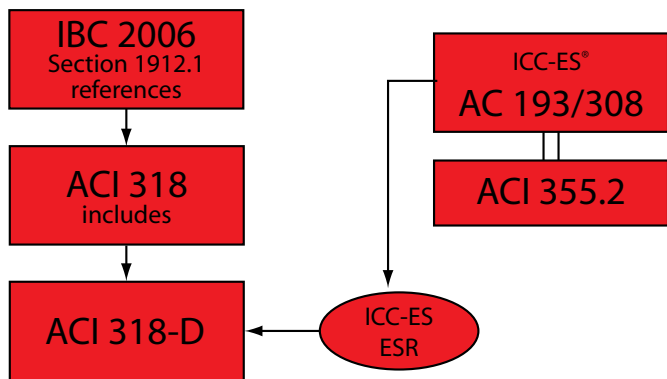 IBC 2006
Section 1912.1
references
ACI 318
includes
ACI 318-D
ICC-ES®
AC 193/308
ACI 355.2
ICC-ES
ESR